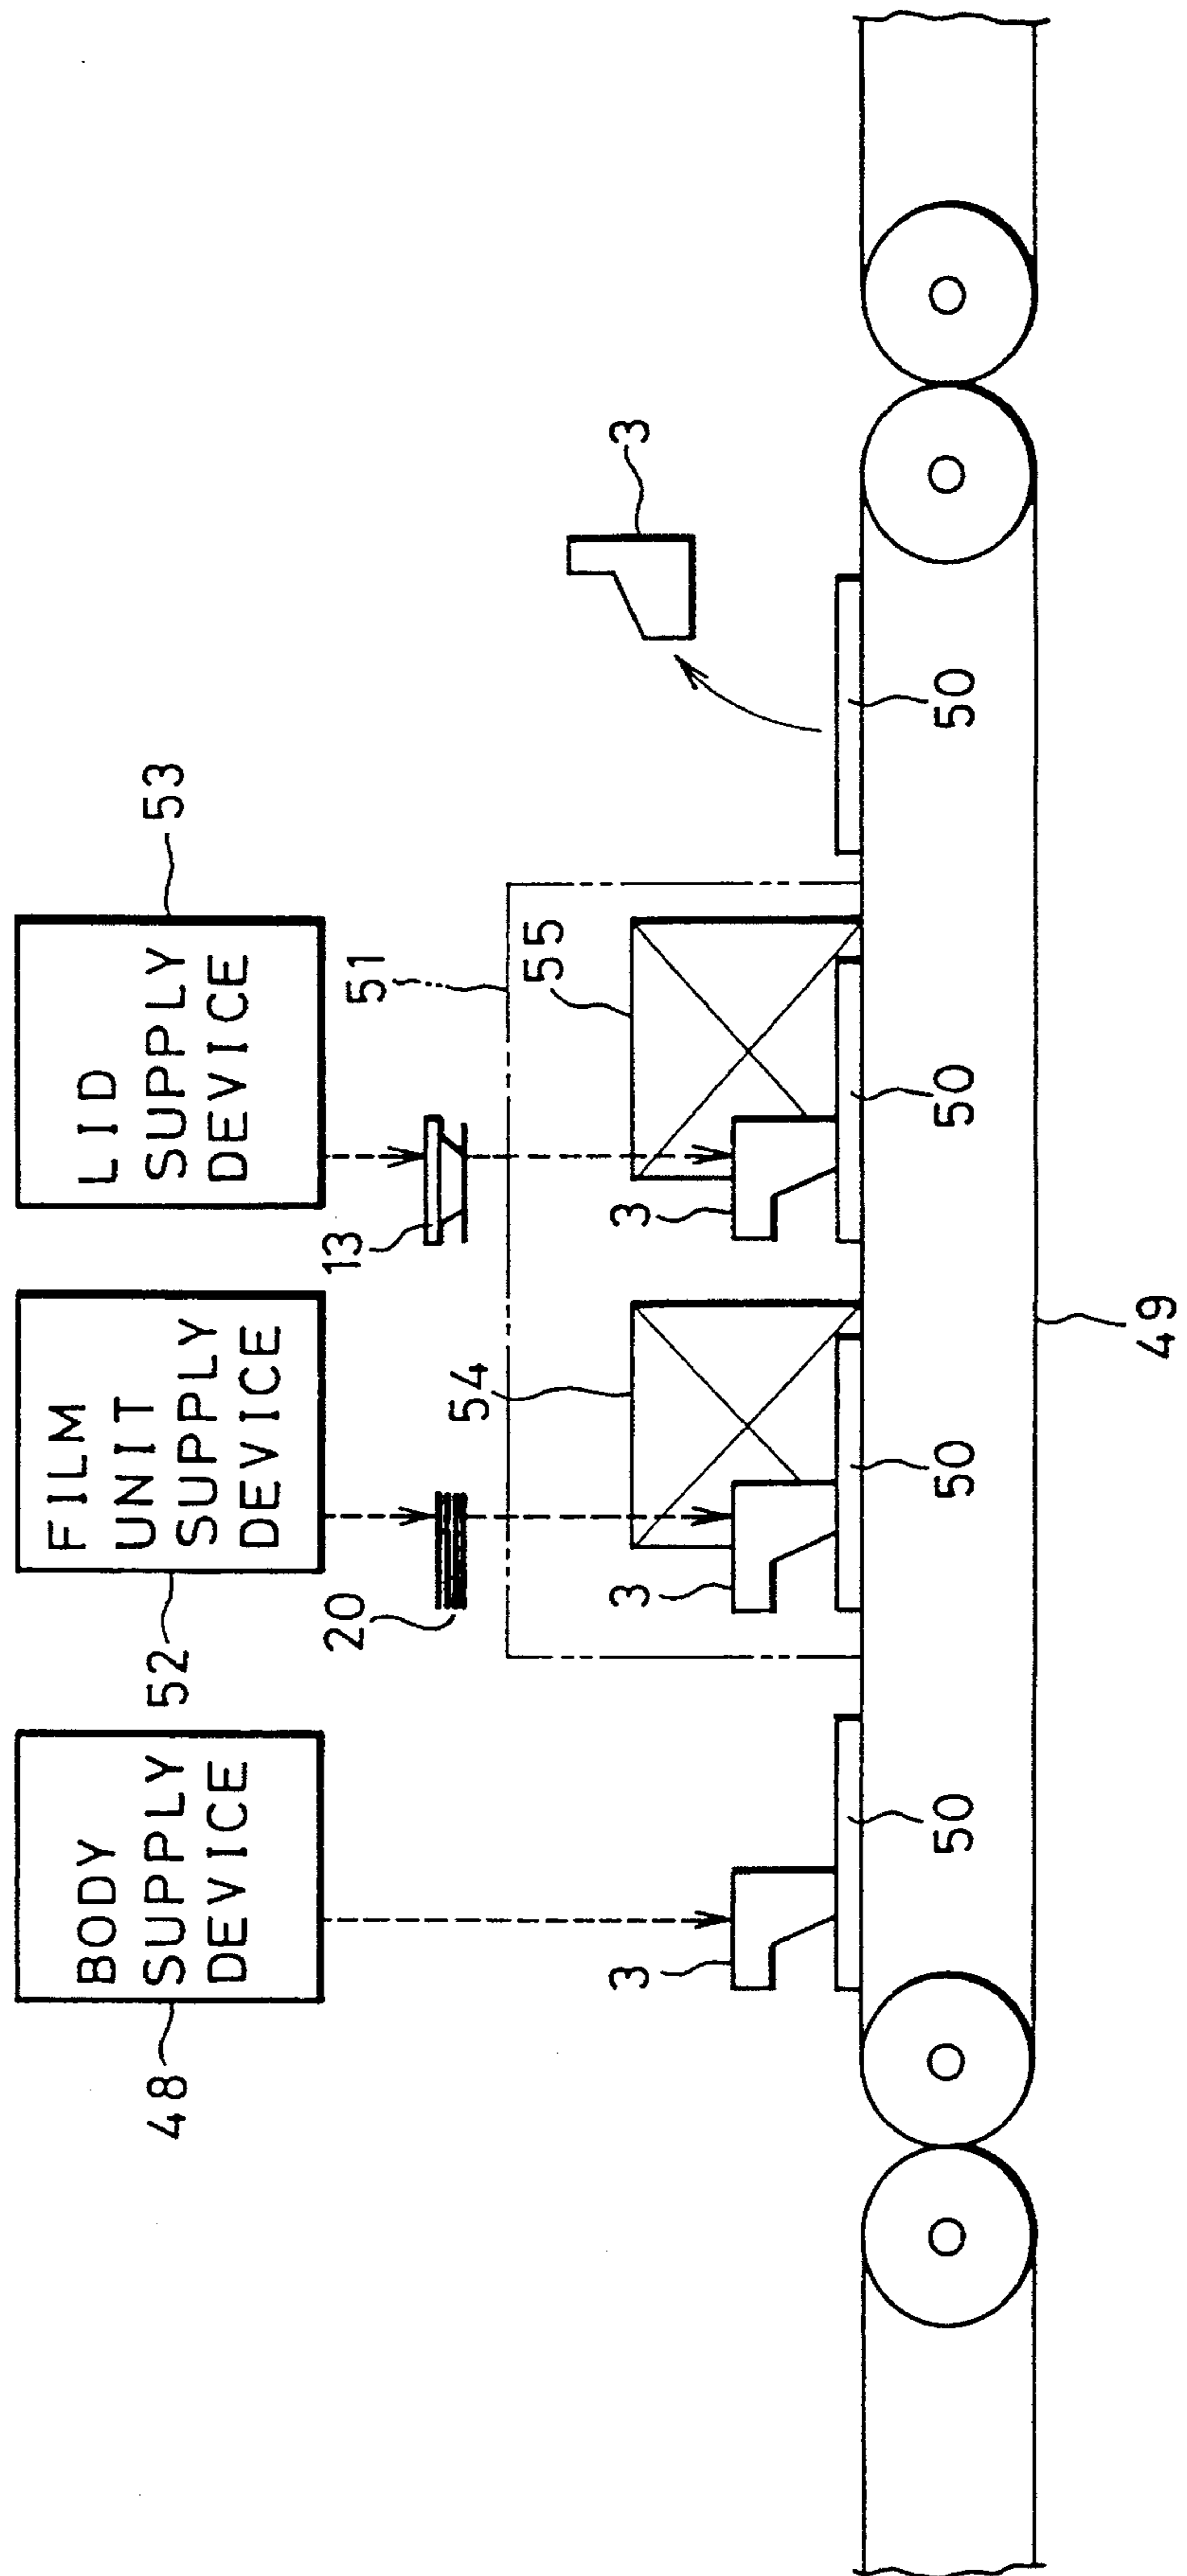 BODY
SUPPLY
DEVICE
48
FILM
UNIT
SUPPLY
DEVICE
52
LID
SUPPLY
DEVICE
53
20
13
51
54
55
3
3
3
3
50
50
50
50
49